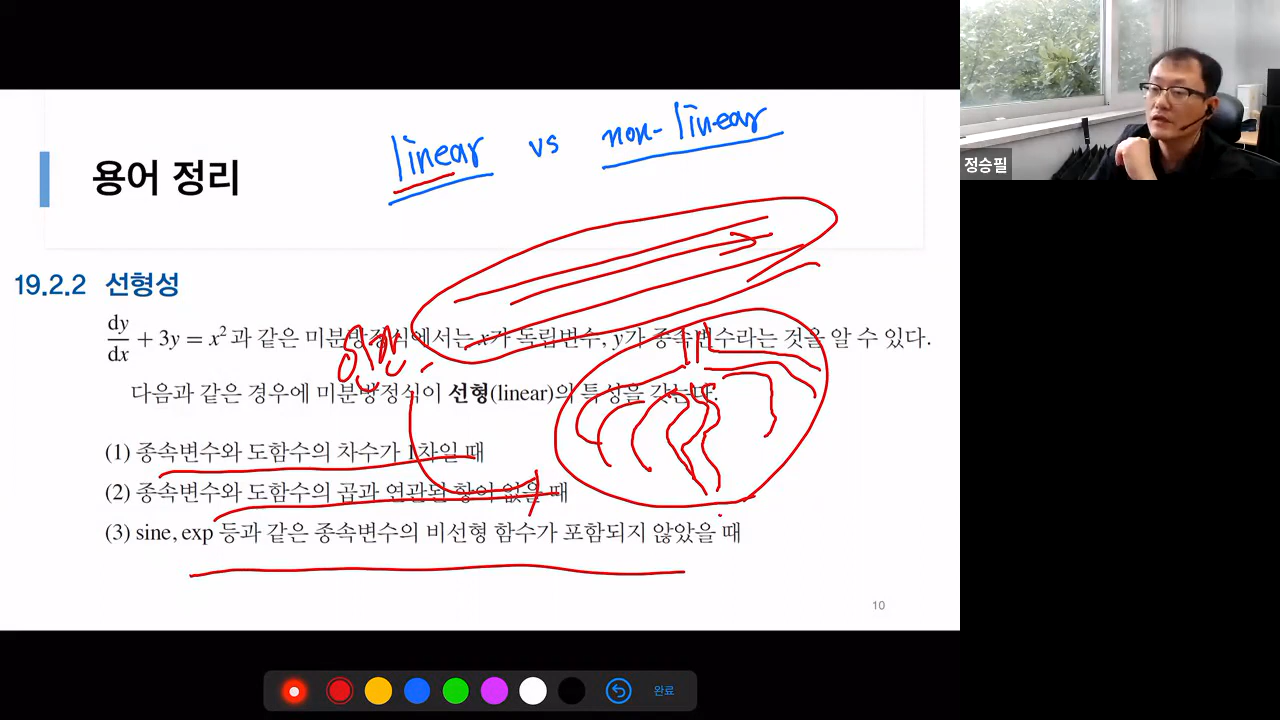 linear vs non-linear
용어 정리
정승필
19.2.2 선형성
dy/dx + 3y = x²과 같은 미분방정식에서는 x가 독립변수, y가 종속변수라는 것을 알 수 있다.
다음과 같은 경우에 미분방정식이 선형(linear)의 특성을 갖는다.
(1) 종속변수와 도함수의 차수가 1차일 때
(2) 종속변수와 도함수의 곱과 연관된 항이 없을 때
(3) sine, exp 등과 같은 종속변수의 비선형 함수가 포함되지 않았을 때
10
완료